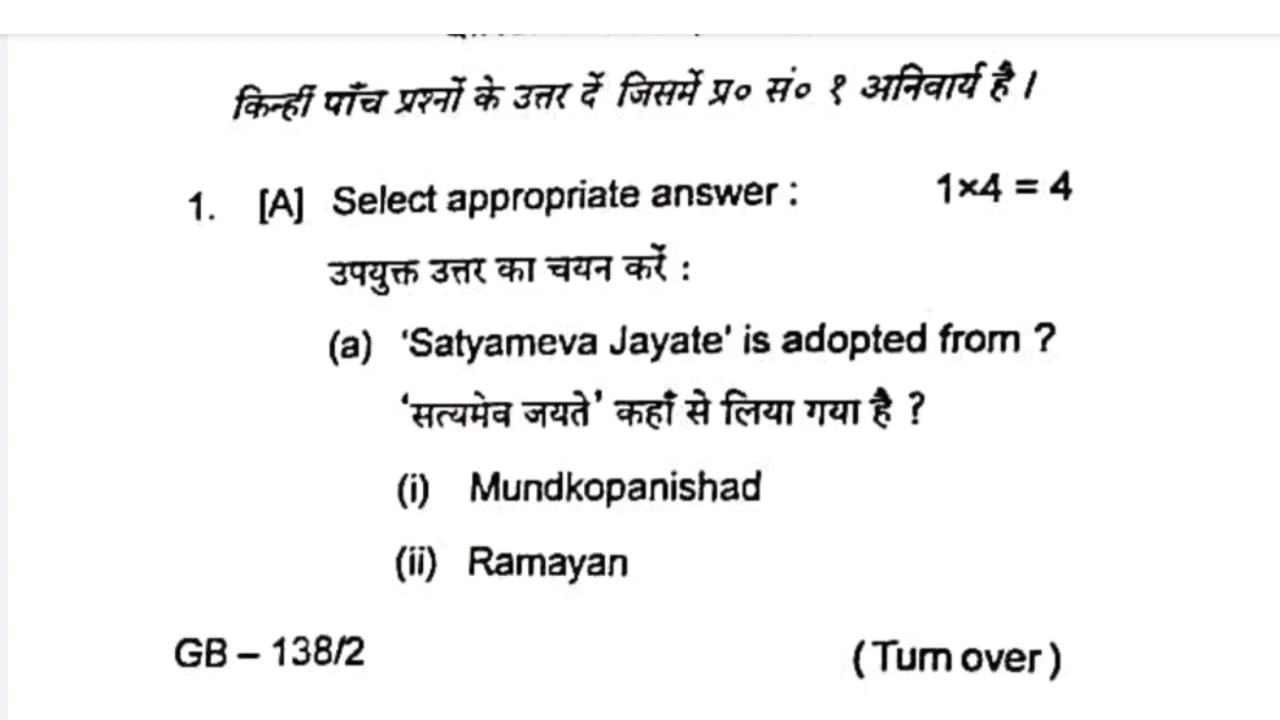 किन्हीं पाँच प्रश्नों के उत्तर दें जिसमें प्र० सं० १ अनिवार्य है ।
1. [A] Select appropriate answer : 1×4 = 4
उपयुक्त उत्तर का चयन करें :
(a) ‘Satyameva Jayate’ is adopted from ?
‘सत्यमेव जयते’ कहाँ से लिया गया है ?
(i) Mundkopanishad
(ii) Ramayan
GB – 138/2 (Turn over)